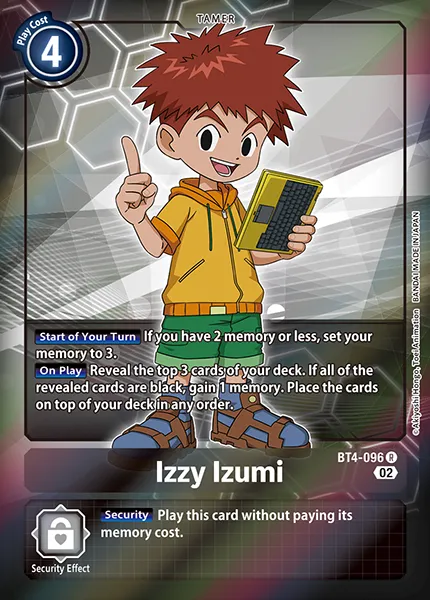 TAMER
Play Cost
4
Start of Your Turn If you have 2 memory or less, set your
memory to 3.
On Play Reveal the top 3 cards of your deck. If all of the
revealed cards are black, gain 1 memory. Place the cards
on top of your deck in any order.
©Akiyoshi Hongo, Toei Animation BANDAI MADE IN JAPAN
Izzy Izumi
BT4-096 R
02
Security Play this card without paying its
memory cost.
Security Effect